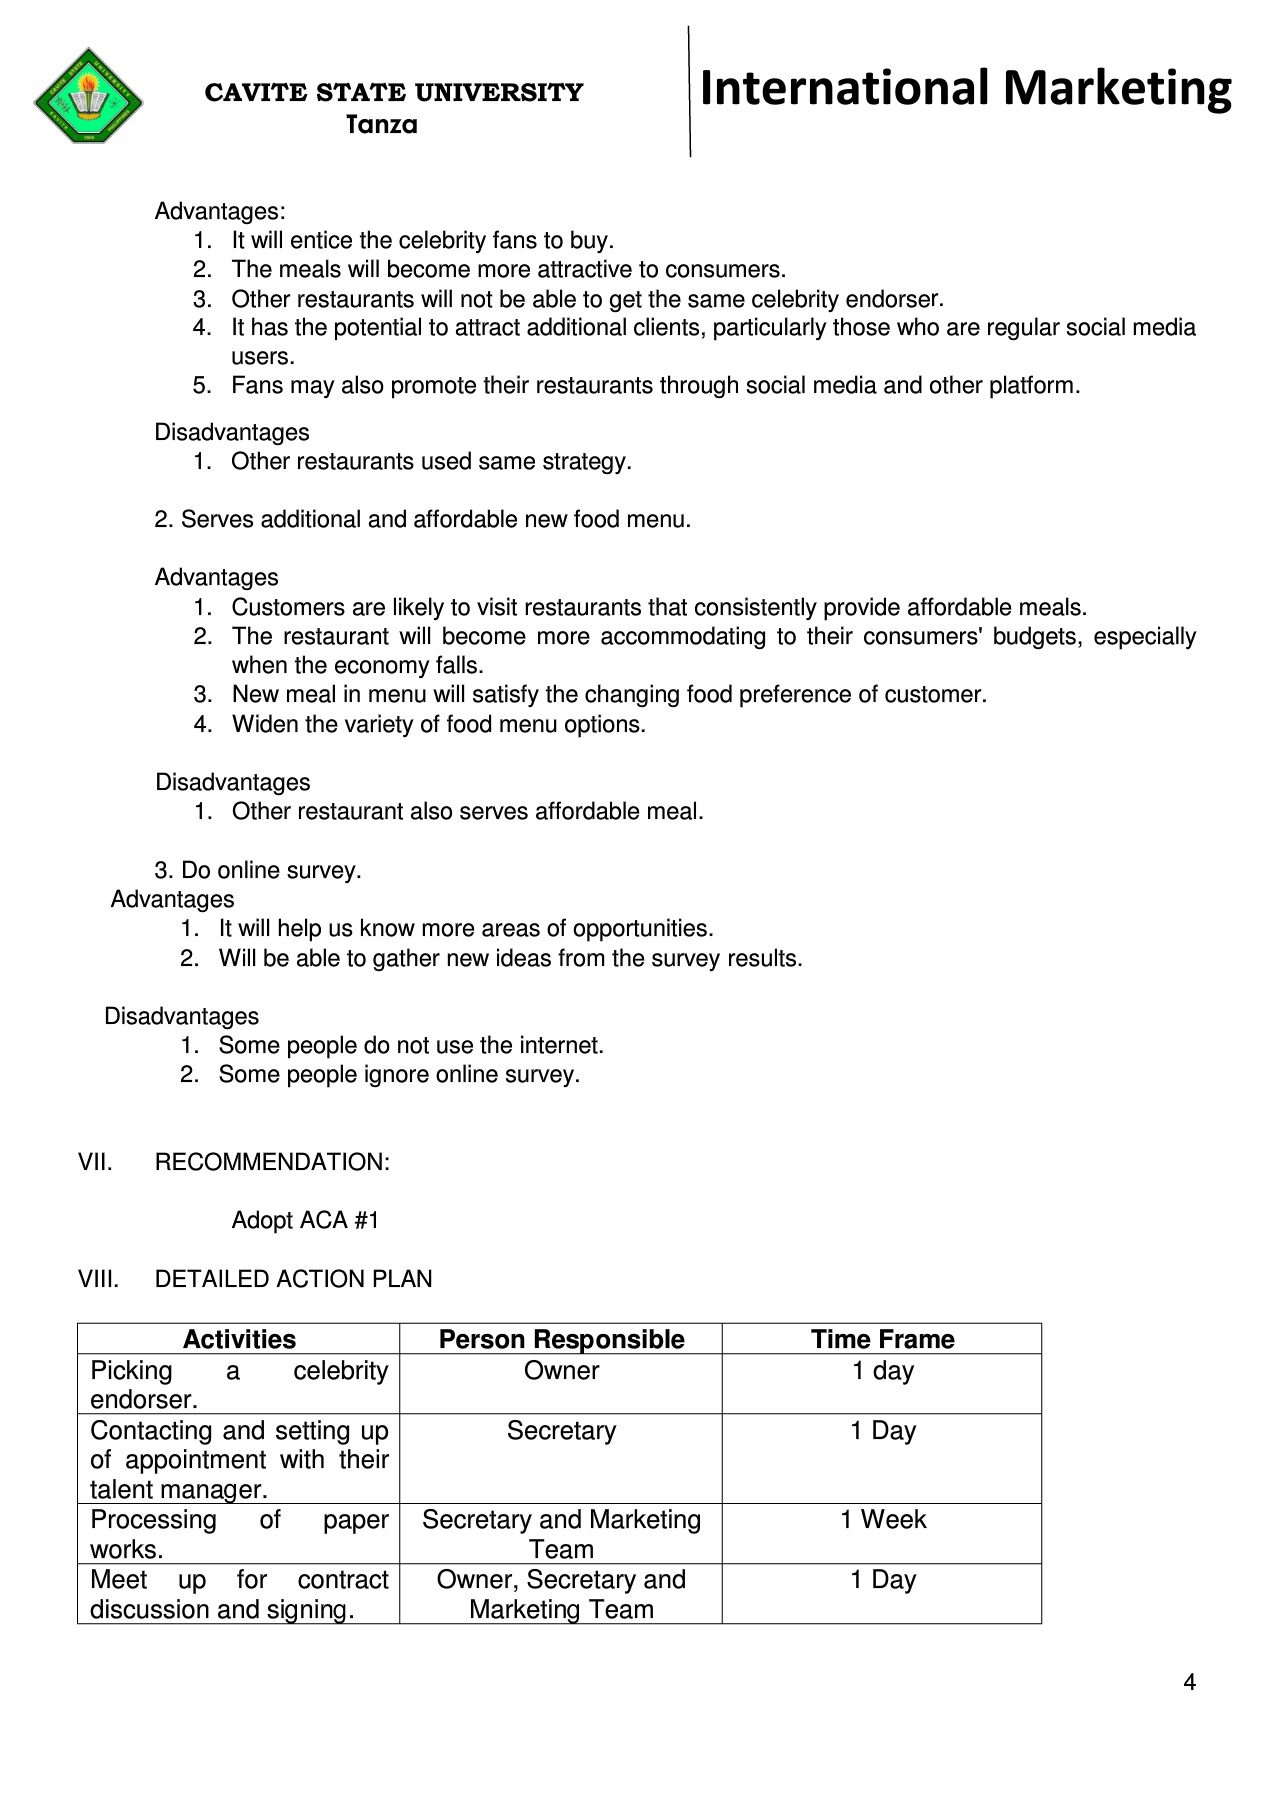 CAVITE STATE UNIVERSITY
Tanza
International Marketing
Advantages:
1. It will entice the celebrity fans to buy.
2. The meals will become more attractive to consumers.
3. Other restaurants will not be able to get the same celebrity endorser.
4. It has the potential to attract additional clients, particularly those who are regular social media
users.
5. Fans may also promote their restaurants through social media and other platform.
Disadvantages
1. Other restaurants used same strategy.
2. Serves additional and affordable new food menu.
Advantages
1. Customers are likely to visit restaurants that consistently provide affordable meals.
2. The restaurant will become more accommodating to their consumers' budgets, especially
when the economy falls.
3. New meal in menu will satisfy the changing food preference of customer.
4. Widen the variety of food menu options.
Disadvantages
1. Other restaurant also serves affordable meal.
3. Do online survey.
Advantages
1. It will help us know more areas of opportunities.
2. Will be able to gather new ideas from the survey results.
Disadvantages
1. Some people do not use the internet.
2. Some people ignore online survey.
VII. RECOMMENDATION:
Adopt ACA #1
VIII. DETAILED ACTION PLAN
Activities Person Responsible Time Frame
Picking a celebrity Owner 1 day
endorser.
Contacting and setting up Secretary 1 Day
of appointment with their
talent manager.
Processing of paper Secretary and Marketing 1 Week
works. Team
Meet up for contract Owner, Secretary and 1 Day
discussion and signing. Marketing Team
4